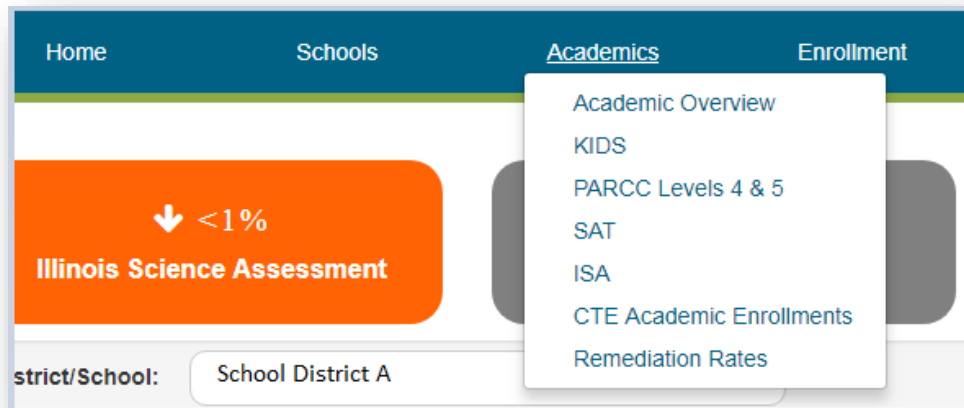 Home Schools Academics Enrollment
Academic Overview
KIDS
PARCC Levels 4 & 5
SAT
ISA
CTE Academic Enrollments
Remediation Rates
<1%
Illinois Science Assessment
strict/School: School District A